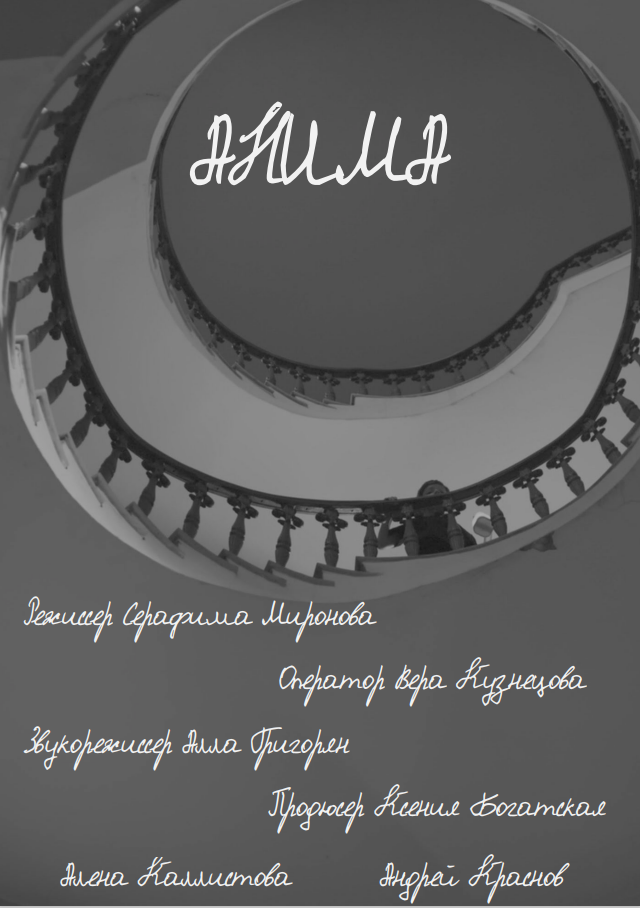 АНИМА
Режиссер Серафима Миронова
Оператор Вера Кузнецова
Звукорежиссер Алла Григорян
Продюсер Ксения Богатская
Алена Каллистова
Андрей Краснов